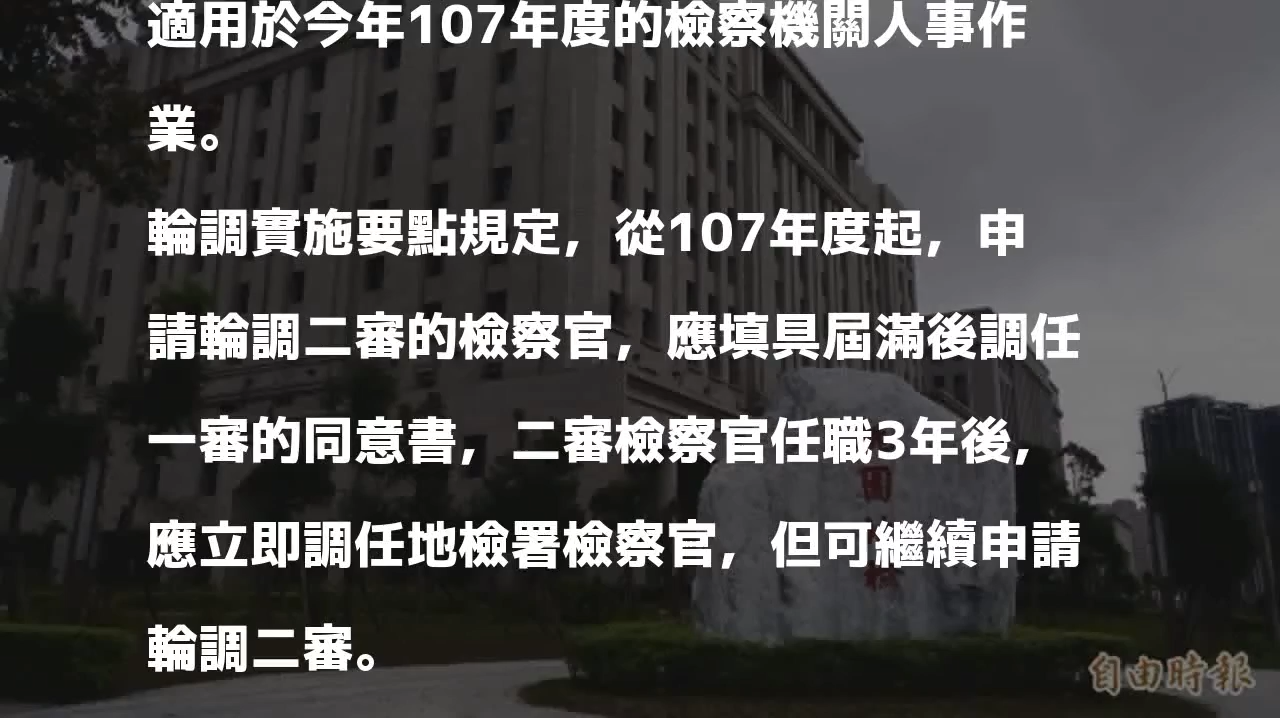 適用於今年107年度的檢察機關人事作
業。
輪調實施要點規定，從107年度起，申
請輪調二審的檢察官，應填具屆滿後調任
一審的同意書，二審檢察官任職3年後，
應立即調任地檢署檢察官，但可繼續申請
輪調二審。
自由時報